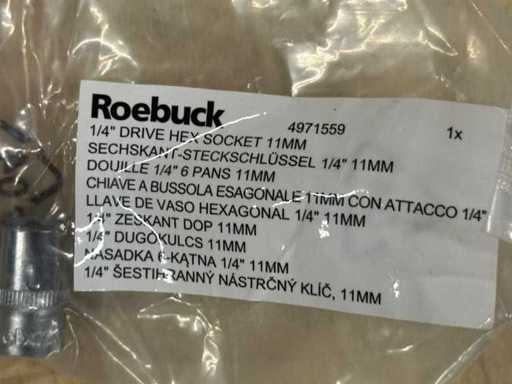 Roebuck
4971559 1x
1/4" DRIVE HEX SOCKET 11MM
SECHSKANT-STECKSCHLÜSSEL 1/4" 11MM
DOUILLE 1/4" 6 PANS 11MM
CHIAVE A BUSSOLA ESAGONALE 11MM CON ATTACCO 1/4"
LLAVE DE VASO HEXAGONAL 1/4" 11MM
1/4" ZESKANT DOP 11MM
1/4" DUGÓKULCS 11MM
NASADKA 6-KĄTNA 1/4" 11MM
1/4" ŠESTIHRANNÝ NÁSTRČNÝ KLÍČ, 11MM